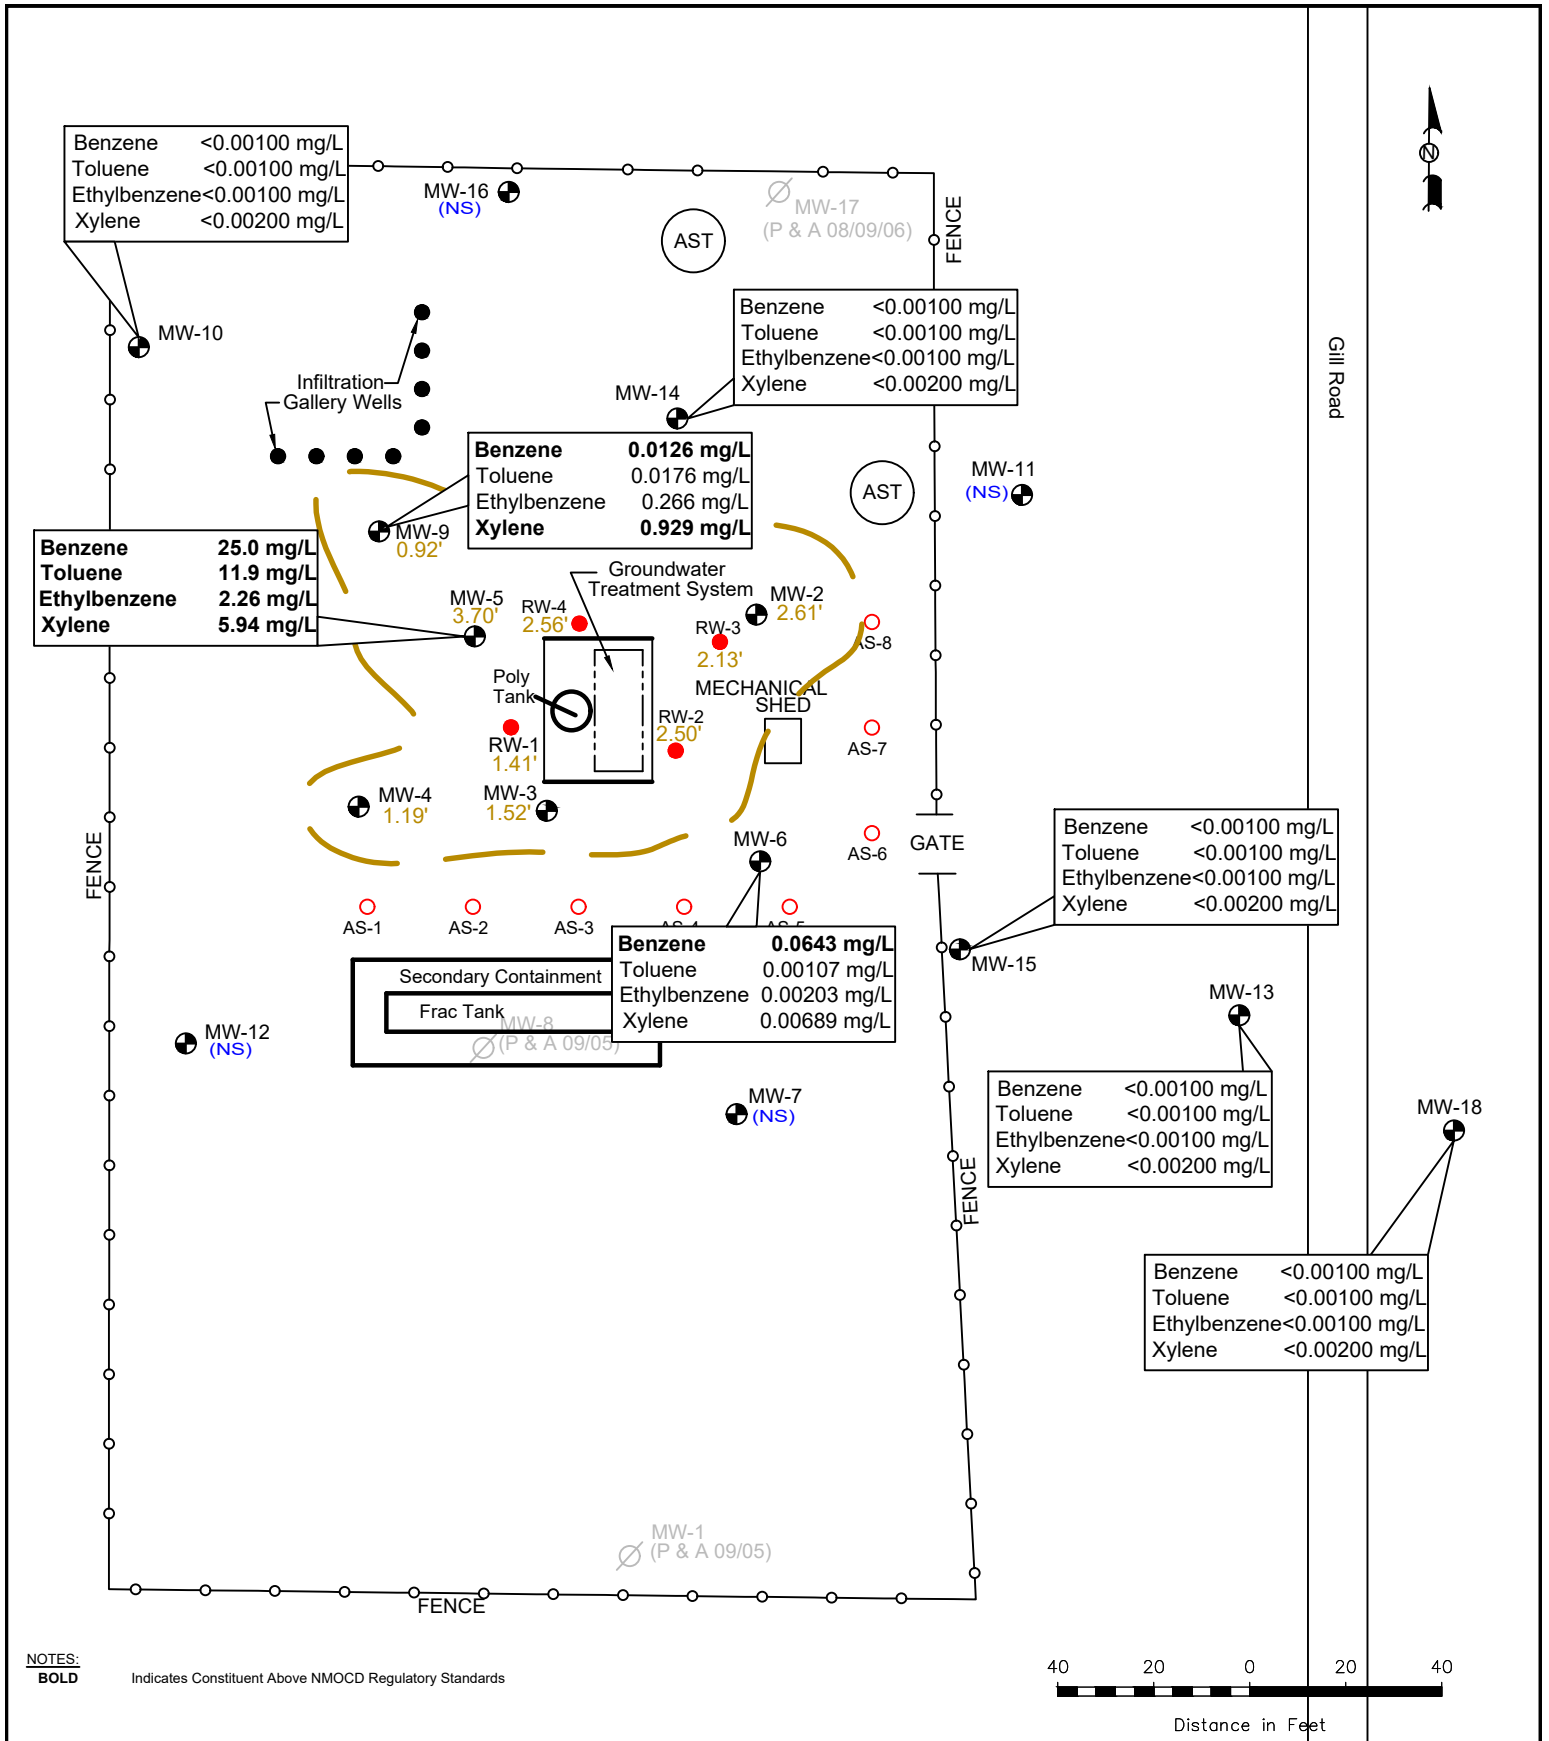 Benzene <0.00100 mg/L
Toluene <0.00100 mg/L
Ethylbenzene<0.00100 mg/L
Xylene <0.00200 mg/L
MW-16
(NS)
MW-17
(P & A 08/09/06)
AST
FENCE
N
MW-10
Benzene <0.00100 mg/L
Toluene <0.00100 mg/L
Ethylbenzene<0.00100 mg/L
Xylene <0.00200 mg/L
Gill Road
Infiltration
Gallery Wells
MW-14
Benzene 0.0126 mg/L
Toluene 0.0176 mg/L
Ethylbenzene 0.266 mg/L
Xylene 0.929 mg/L
AST
MW-11
(NS)
MW-9
0.92'
Benzene 25.0 mg/L
Toluene 11.9 mg/L
Ethylbenzene 2.26 mg/L
Xylene 5.94 mg/L
Groundwater
Treatment System
MW-5
3.70'
RW-4
2.56'
MW-2
2.61'
RW-3
2.13'
AS-8
Poly
Tank
MECHANICAL
SHED
RW-2
2.50'
RW-1
1.41'
AS-7
MW-4
1.19'
MW-3
1.52'
MW-6
AS-6
GATE
FENCE
Benzene <0.00100 mg/L
Toluene <0.00100 mg/L
Ethylbenzene<0.00100 mg/L
Xylene <0.00200 mg/L
AS-1
AS-2
AS-3
AS-4
AS-5
Benzene 0.0643 mg/L
Toluene 0.00107 mg/L
Ethylbenzene 0.00203 mg/L
Xylene 0.00689 mg/L
MW-15
Secondary Containment
Frac Tank
MW-8
(P & A 09/05)
MW-13
MW-12
(NS)
MW-7
(NS)
Benzene <0.00100 mg/L
Toluene <0.00100 mg/L
Ethylbenzene<0.00100 mg/L
Xylene <0.00200 mg/L
MW-18
FENCE
Benzene <0.00100 mg/L
Toluene <0.00100 mg/L
Ethylbenzene<0.00100 mg/L
Xylene <0.00200 mg/L
MW-1
(P & A 09/05)
FENCE
NOTES:
BOLD Indicates Constituent Above NMOCD Regulatory Standards
40 20 0 20 40
Distance in Feet